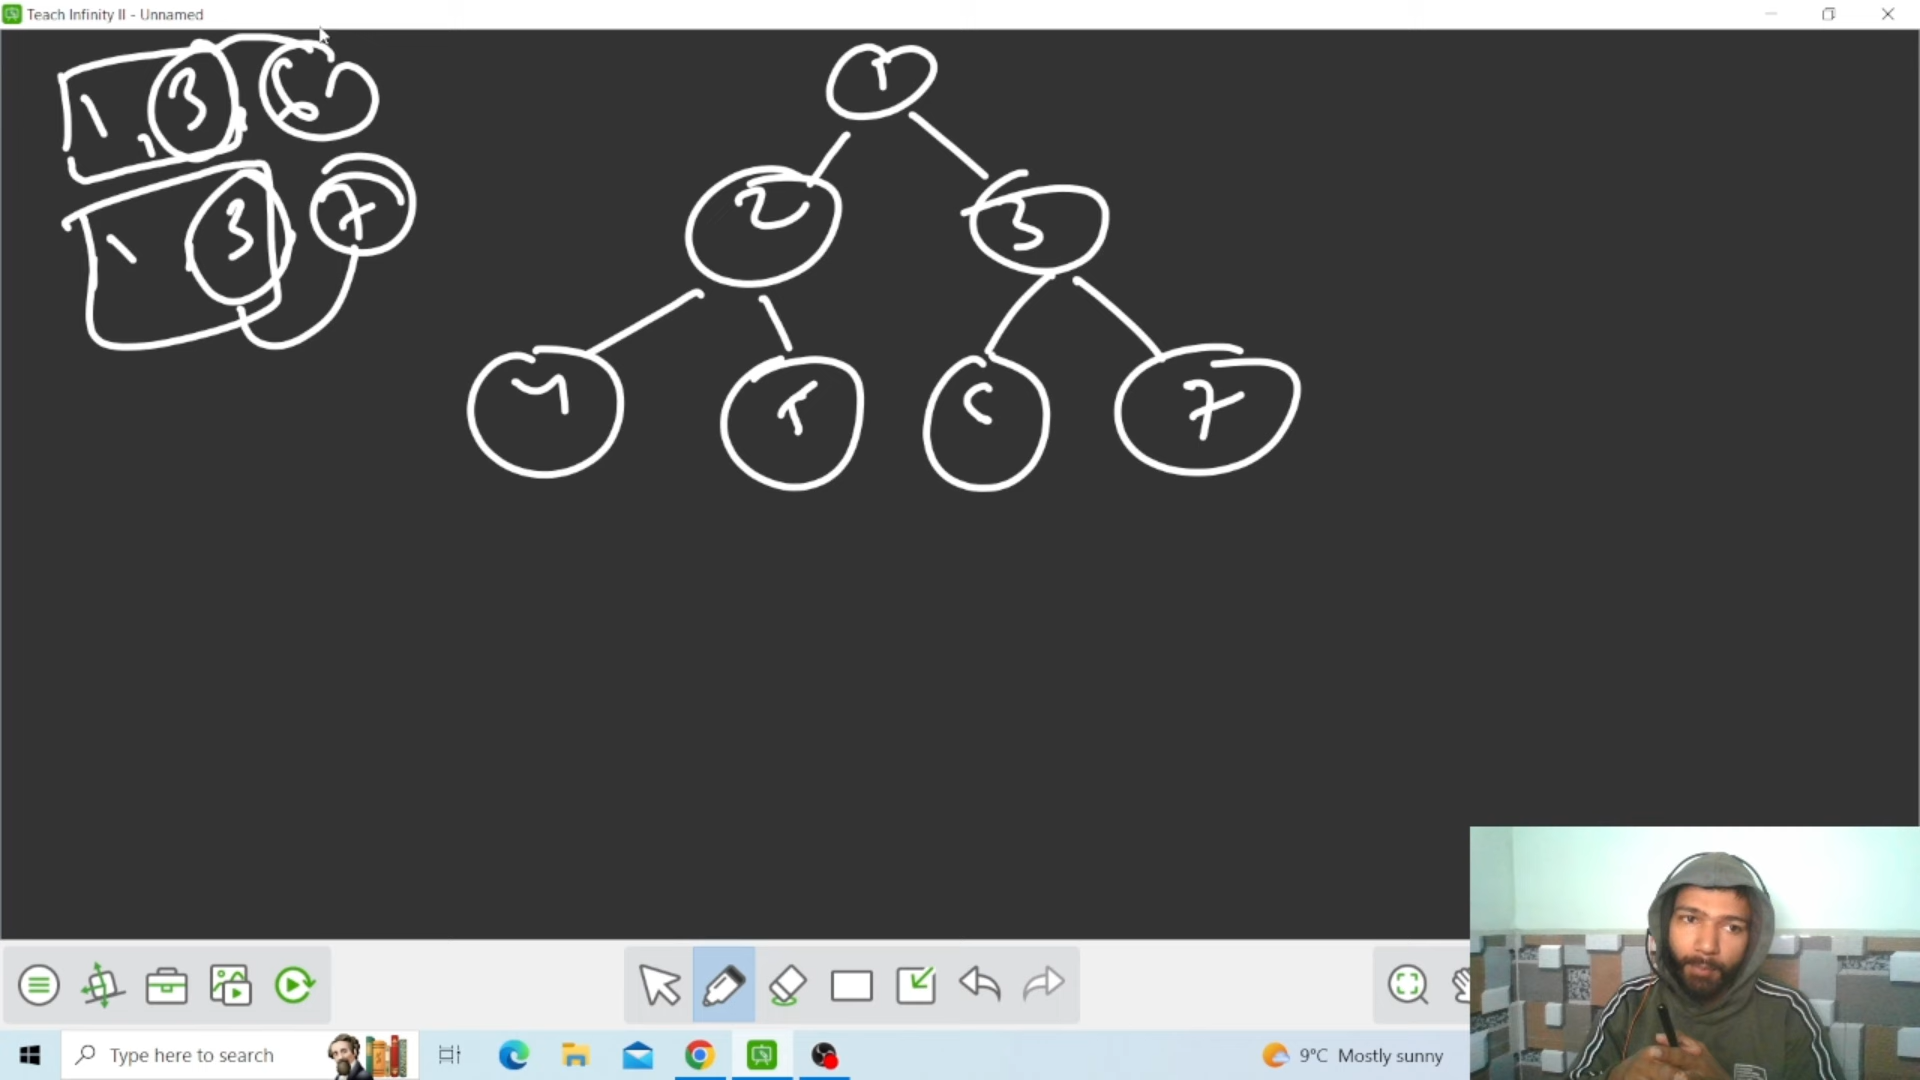 Teach Infinity II - Unnamed
1, 3, 6
1 3 7
1
2 3
4 5 6 7
Type here to search
9°C Mostly sunny